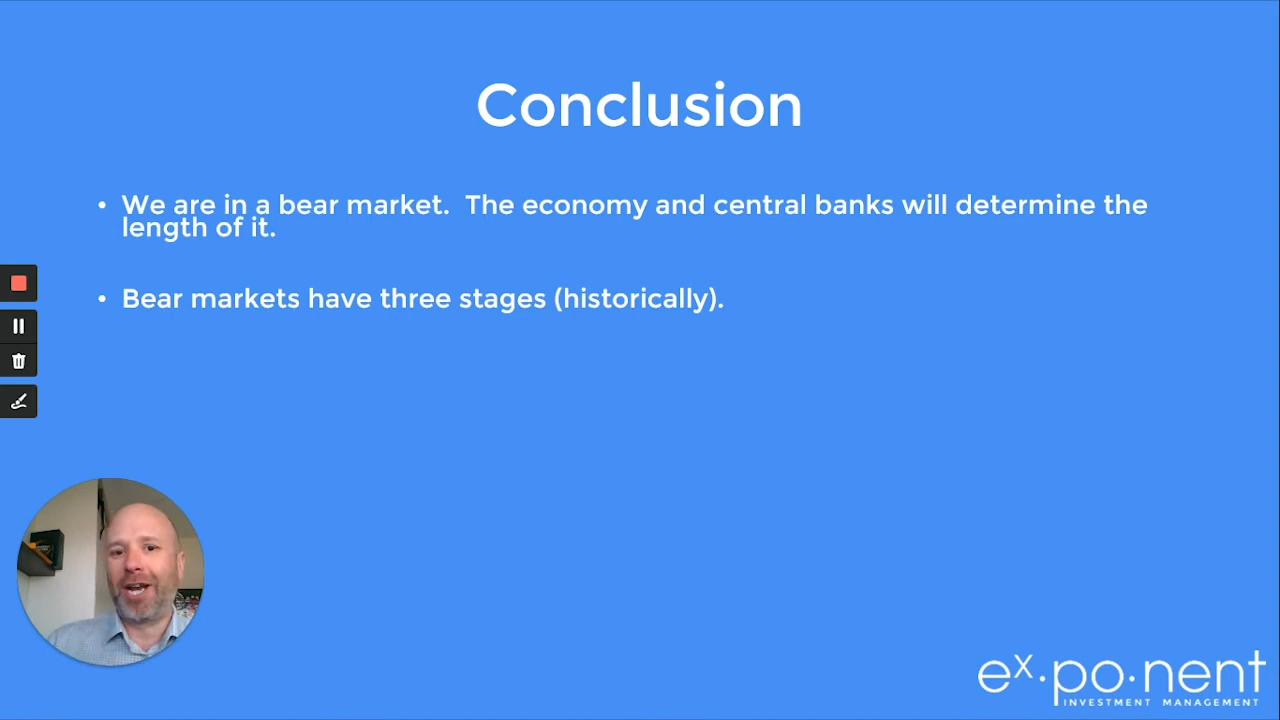 Conclusion
• We are in a bear market.  The economy and central banks will determine the
length of it.
• Bear markets have three stages (historically).
ex·po·nent
INVESTMENT MANAGEMENT